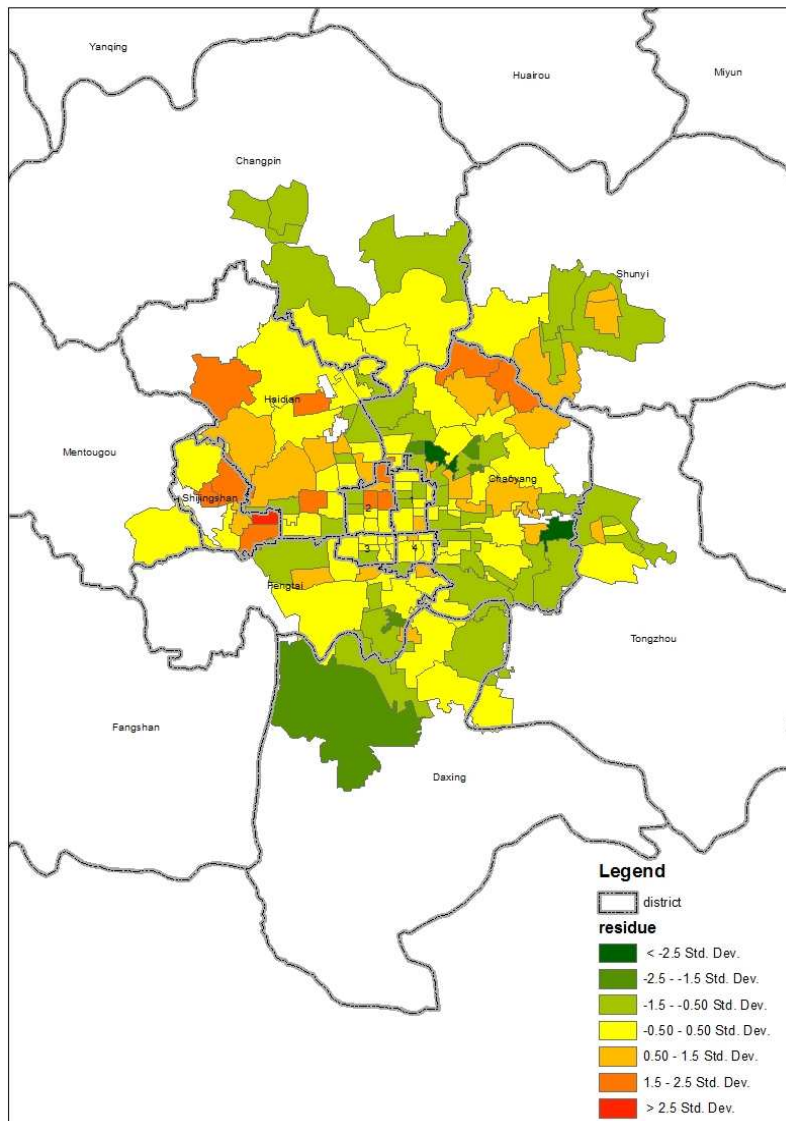 Yanqing
Huairou
Miyun
Changpin
Shunyi
Haidian
Mentougou
Chaoyang
Shijingshan
1
2
3
4
Fengtai
Tongzhou
Fangshan
Daxing
Legend
district
residue
< -2.5 Std. Dev.
-2.5 - -1.5 Std. Dev.
-1.5 - -0.50 Std. Dev.
-0.50 - 0.50 Std. Dev.
0.50 - 1.5 Std. Dev.
1.5 - 2.5 Std. Dev.
> 2.5 Std. Dev.